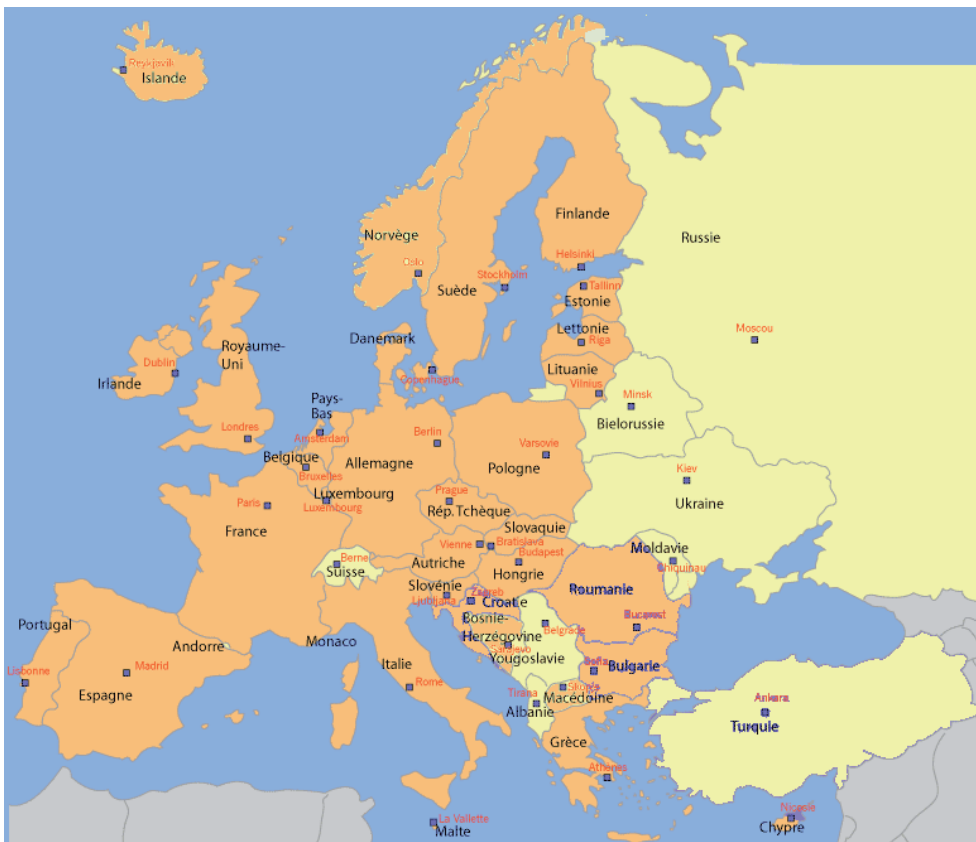 Reykjavik
Islande
Finlande
Norvège
Russie
Helsinki
Oslo
Stockholm
Suède
Tallinn
Estonie
Lettonie
Riga
Moscou
Danemark
Royaume-
Uni
Dublin
Irlande
Copenhague
Lituanie
Vilnius
Minsk
Bielorussie
Pays-
Bas
Londres
Amsterdam
Berlin
Varsovie
Belgique
Allemagne
Pologne
Bruxelles
Kiev
Ukraine
Luxembourg
Luxembourg
Paris
France
Prague
Rép. Tchèque
Slovaquie
Vienne
Bratislava
Budapest
Moldavie
Berne
Suisse
Autriche
Hongrie
Slovénie
Ljubljana
Zagreb
Croatie
Roumanie
Bosnie-
Herzégovine
Bucarest
Belgrade
Sarajevo
Yougoslavie
Portugal
Andorre
Monaco
Italie
Sofia
Bulgarie
Lisbonne
Madrid
Espagne
Rome
Tirana
Albanie
Macédoine
Ankara
Turquie
Grèce
Athènes
La Vallette
Malte
Nicosie
Chypre